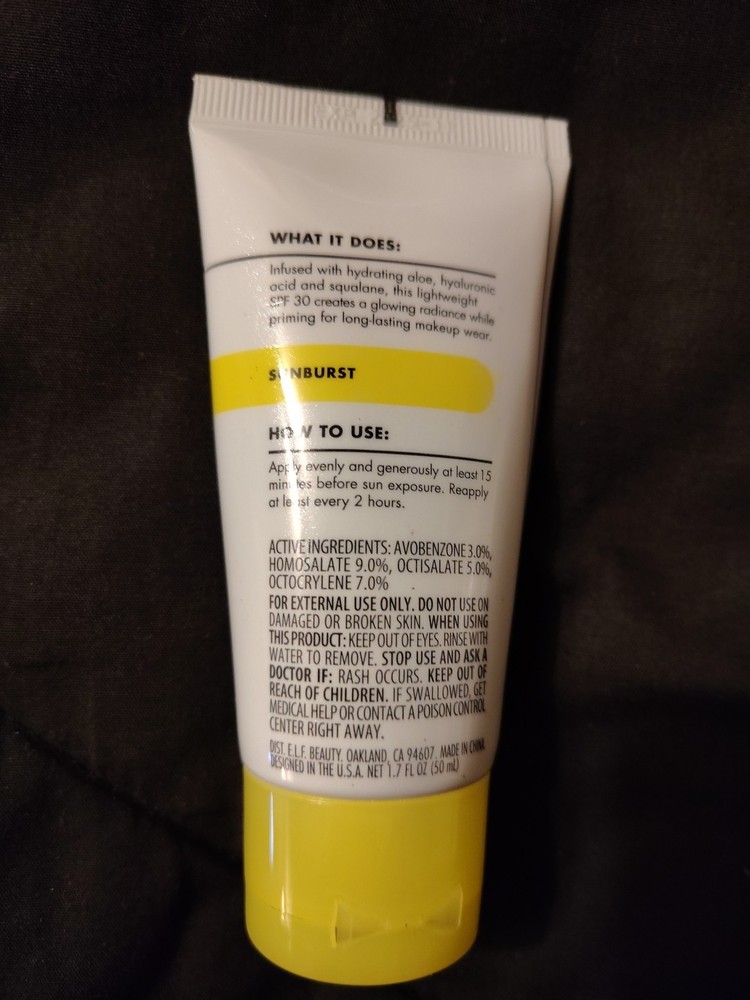 WHAT IT DOES:
Infused with hydrating aloe, hyaluronic
acid and squalane, this lightweight
SPF 30 creates a glowing radiance while
priming for long-lasting makeup wear.
SUNBURST
HOW TO USE:
Apply evenly and generously at least 15
minutes before sun exposure. Reapply
at least every 2 hours.
ACTIVE INGREDIENTS: AVOBENZONE 3.0%,
HOMOSALATE 9.0%, OCTISALATE 5.0%,
OCTOCRYLENE 7.0%
FOR EXTERNAL USE ONLY. DO NOT USE ON
DAMAGED OR BROKEN SKIN. WHEN USING
THIS PRODUCT: KEEP OUT OF EYES. RINSE WITH
WATER TO REMOVE. STOP USE AND ASK A
DOCTOR IF: RASH OCCURS. KEEP OUT OF
REACH OF CHILDREN. IF SWALLOWED, GET
MEDICAL HELP OR CONTACT A POISON CONTROL
CENTER RIGHT AWAY.
DIST. E.L.F. BEAUTY. OAKLAND, CA 94607. MADE IN CHINA
DESIGNED IN THE U.S.A. NET 1.7 FL OZ (50 mL)